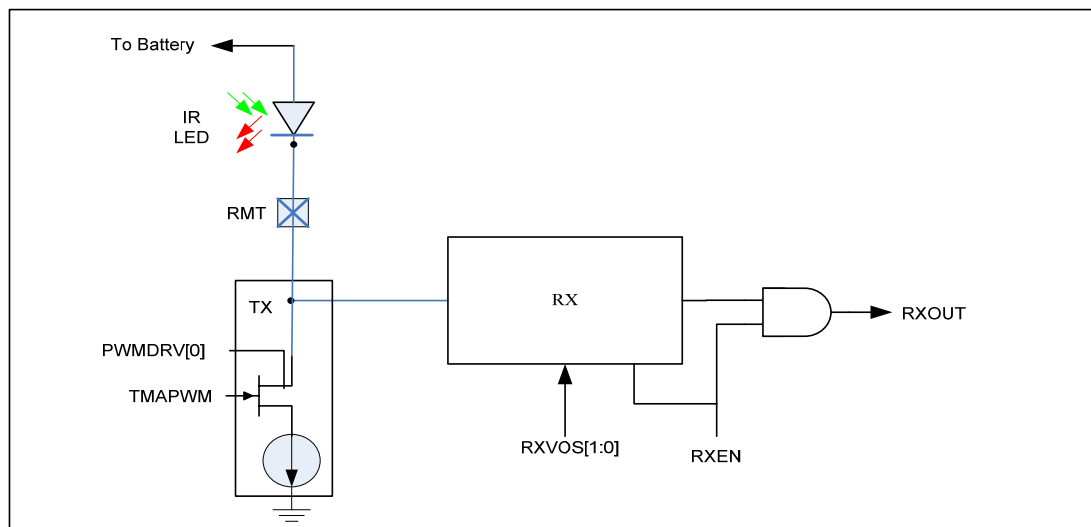 To Battery
IR
LED
RMT
TX
RX
RXOUT
PWMDRV[0]
TMAPWM
RXVOS[1:0]
RXEN